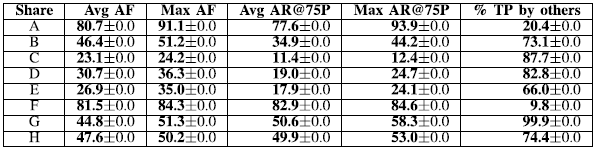 Share Avg AF Max AF Avg AR@75P Max AR@75P % TP by others
A 80.7±0.0 91.1±0.0 77.6±0.0 93.9±0.0 20.4±0.0
B 46.4±0.0 51.2±0.0 34.9±0.0 44.2±0.0 73.1±0.0
C 23.1±0.0 24.2±0.0 11.4±0.0 12.4±0.0 87.7±0.0
D 30.7±0.0 36.3±0.0 19.0±0.0 24.7±0.0 82.8±0.0
E 26.9±0.0 35.0±0.0 17.9±0.0 24.1±0.0 66.0±0.0
F 81.5±0.0 84.3±0.0 82.9±0.0 84.6±0.0 9.8±0.0
G 44.8±0.0 51.3±0.0 50.6±0.0 58.3±0.0 99.9±0.0
H 47.6±0.0 50.2±0.0 49.9±0.0 53.0±0.0 74.4±0.0